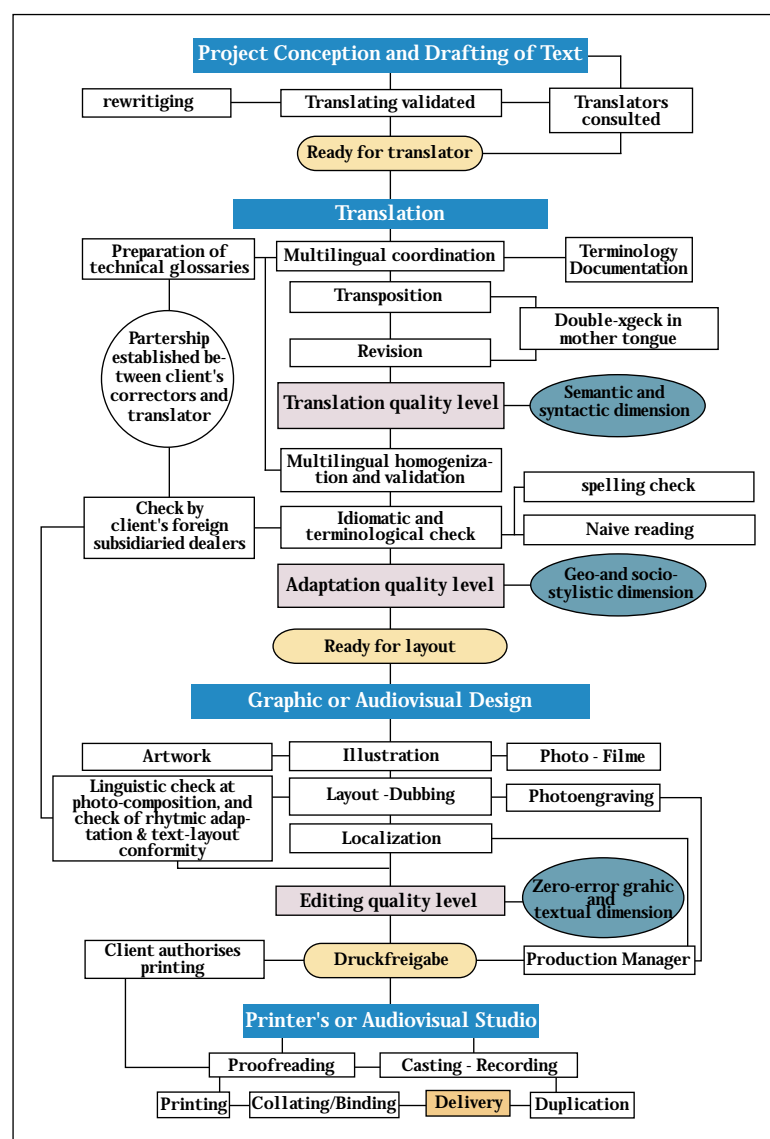 Project Conception and Drafting of Text
rewritiging
Translating validated
Translators
consulted
Ready for translator
Translation
Preparation of
technical glossaries
Multilingual coordination
Terminology
Documentation
Transposition
Double-xgeck in
mother tongue
Revision
Partership
established be-
tween client's
correctors and
translator
Translation quality level
Semantic and
syntactic dimension
Multilingual homogeniza-
tion and validation
spelling check
Check by
client's foreign
subsidiaried dealers
Idiomatic and
terminological check
Naive reading
Adaptation quality level
Geo-and socio-
stylistic dimension
Ready for layout
Graphic or Audiovisual Design
Artwork
Illustration
Photo - Filme
Linguistic check at
photo-composition, and
check of rhytmic adap-
tation & text-layout
conformity
Layout -Dubbing
Photoengraving
Localization
Editing quality level
Zero-error grahic
and
textual dimension
Client authorises
printing
Druckfreigabe
Production Manager
Printer's or Audiovisual Studio
Proofreading
Casting - Recording
Printing
Collating/Binding
Delivery
Duplication